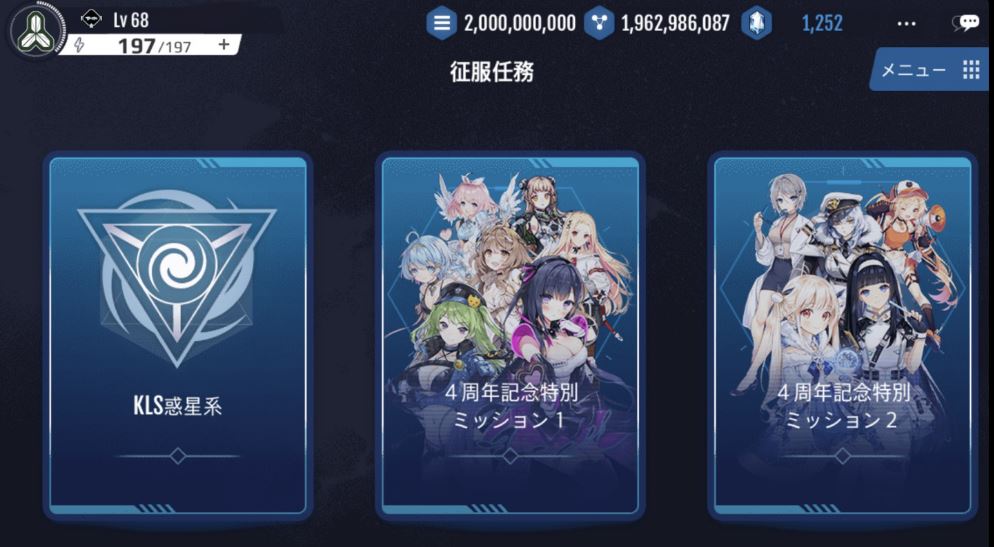 Lv 68
197/197 +
2,000,000,000
1,962,986,087
1,252
征服任務
メニュー
KLS惑星系
4周年記念特別
ミッション1
4周年記念特別
ミッション2